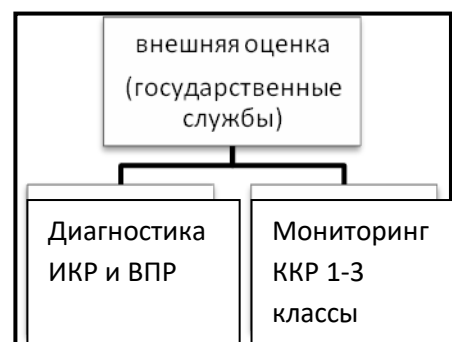 внешняя оценка
(государственные
службы)
Диагностика
ИКР и ВПР
Мониторинг
ККР 1-3
классы